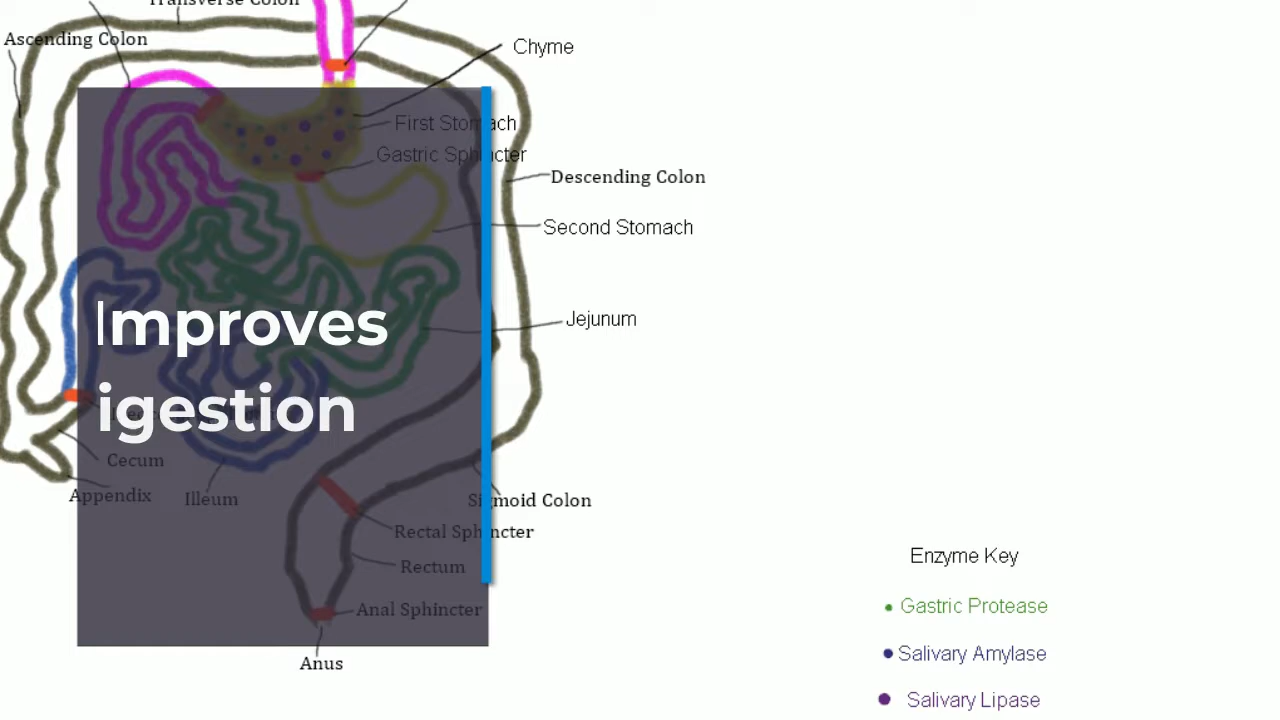 Transverse Colon
Ascending Colon
Chyme
First Stomach
Gastric Sphincter
Descending Colon
Second Stomach
Jejunum
Improves
igestion
Cecum
Appendix
Illeum
Sigmoid Colon
Rectal Sphincter
Rectum
Anal Sphincter
Anus
Enzyme Key
Gastric Protease
Salivary Amylase
Salivary Lipase